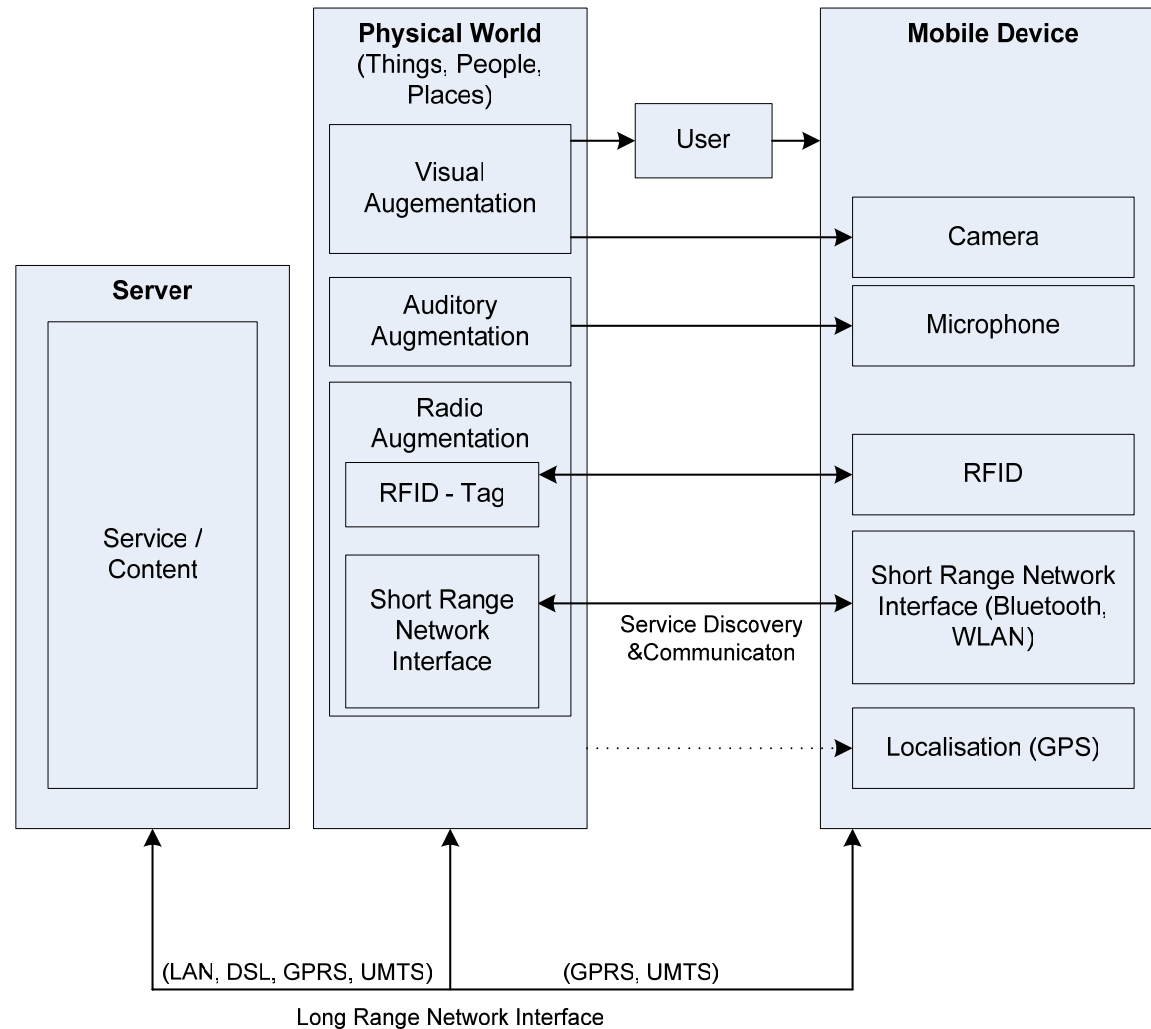 Physical World
(Things, People,
Places)
Mobile Device
User
Visual
Augementation
Camera
Server
Auditory
Augmentation
Microphone
Radio
Augmentation
RFID - Tag
RFID
Service /
Content
Short Range
Network
Interface
Service Discovery
&Communicaton
Short Range Network
Interface (Bluetooth,
WLAN)
Localisation (GPS)
(LAN, DSL, GPRS, UMTS)
(GPRS, UMTS)
Long Range Network Interface